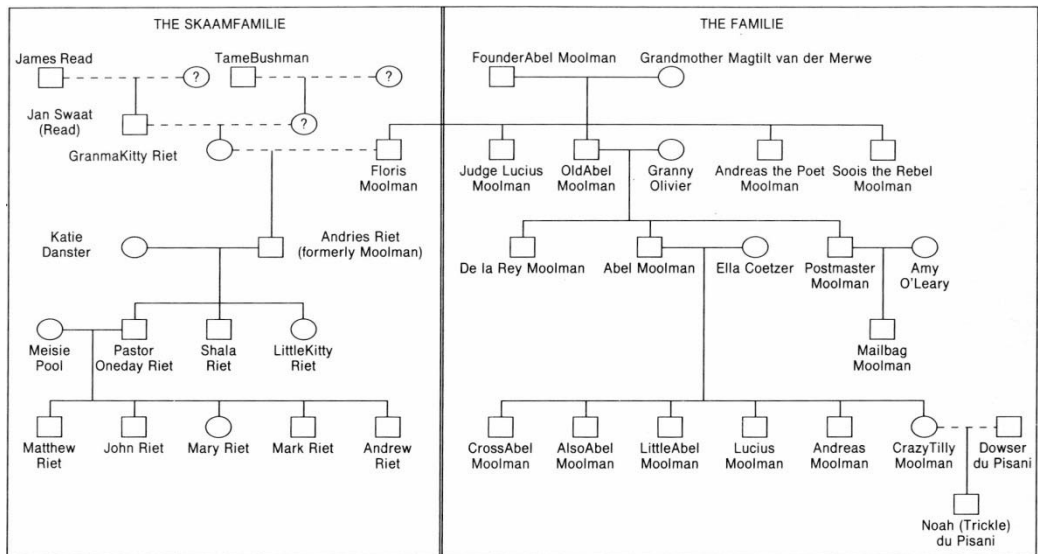 THE SKAAMFAMILIE
James Read
TameBushman
?
?
Jan Swaat
(Read)
?
GranmaKitty Riet
Floris
Moolman
Katie
Danster
Andries Riet
(formerly Moolman)
Meisie
Pool
Pastor
Oneday Riet
Shala
Riet
LittleKitty
Riet
Matthew
Riet
John Riet
Mary Riet
Mark Riet
Andrew
Riet
THE FAMILIE
FounderAbel Moolman
Grandmother Magtilt van der Merwe
Judge Lucius
Moolman
OldAbel
Moolman
Granny
Olivier
Andreas the Poet
Moolman
Soois the Rebel
Moolman
De la Rey Moolman
Abel Moolman
Ella Coetzer
Postmaster
Moolman
Amy
O'Leary
Mailbag
Moolman
CrossAbel
Moolman
AlsoAbel
Moolman
LittleAbel
Moolman
Lucius
Moolman
Andreas
Moolman
CrazyTilly
Moolman
Dowser
du Pisani
Noah (Trickle)
du Pisani